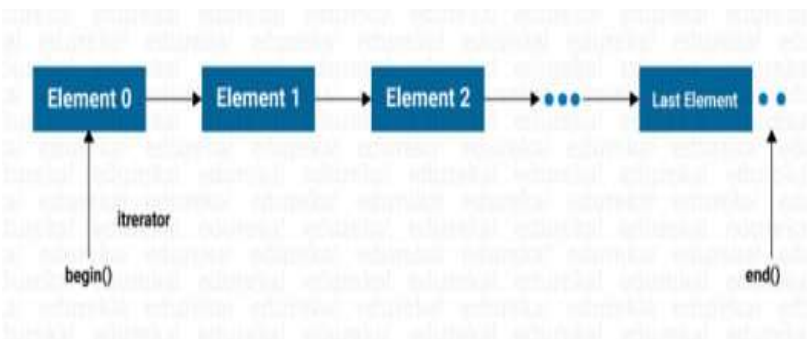 Element 0
Element 1
Element 2
Last Element
itrerator
begin()
end()